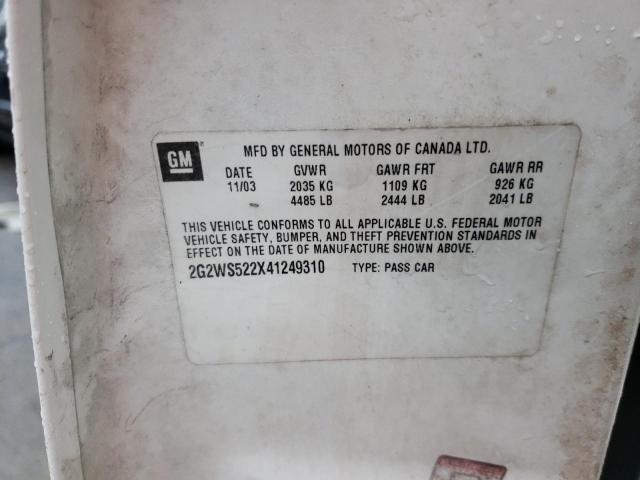 GM
MFD BY GENERAL MOTORS OF CANADA LTD.
DATE GVWR GAWR FRT GAWR RR
11/03 2035 KG 1109 KG 926 KG
4485 LB 2444 LB 2041 LB
THIS VEHICLE CONFORMS TO ALL APPLICABLE U.S. FEDERAL MOTOR
VEHICLE SAFETY, BUMPER, AND THEFT PREVENTION STANDARDS IN
EFFECT ON THE DATE OF MANUFACTURE SHOWN ABOVE.
2G2WS522X41249310 TYPE: PASS CAR